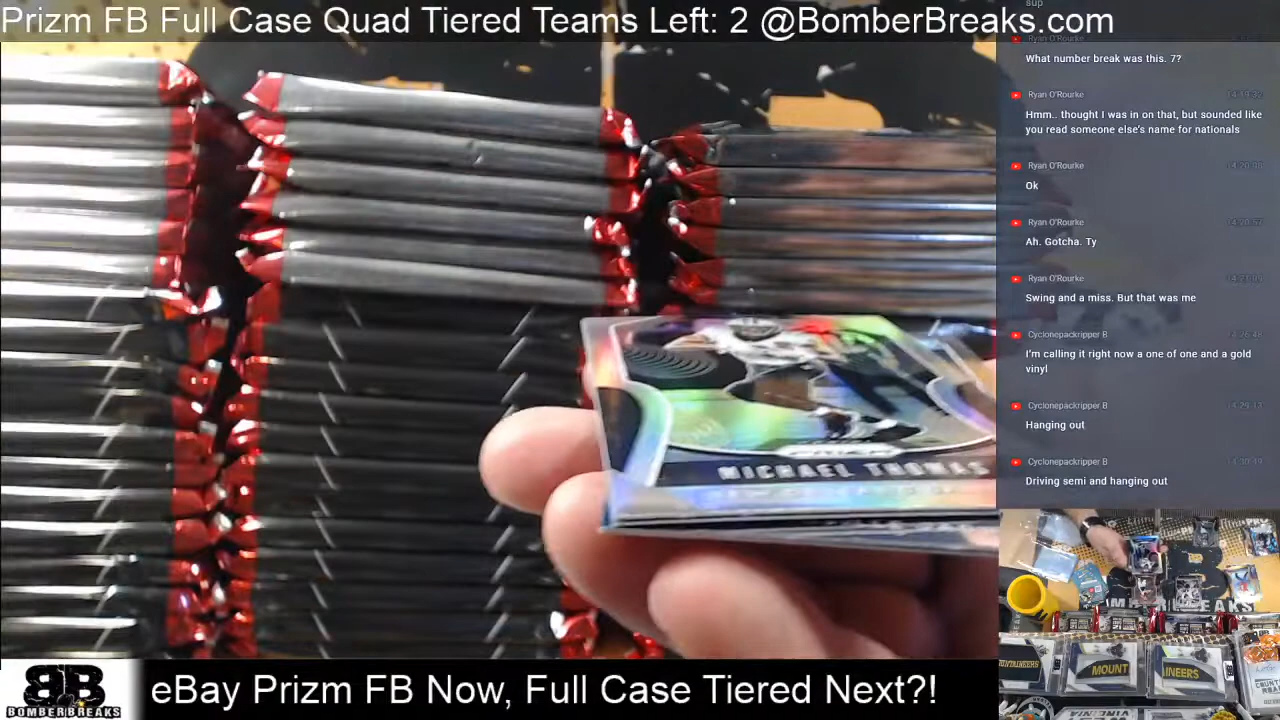 Prizm FB Full Case Quad Tiered Teams Left: 2 @BomberBreaks.com
sup
Ryan O'Rourke
What number break was this. 7?
Ryan O'Rourke
Hmm.. thought I was in on that, but sounded like
you read someone else's name for nationals
Ryan O'Rourke
Ok
Ryan O'Rourke
Ah. Gotcha. Ty
Ryan O'Rourke
Swing and a miss. But that was me
Cyclonepackripper B
I'm calling it right now a one of one and a gold
vinyl
Cyclonepackripper B
Hanging out
Cyclonepackripper B
Driving semi and hanging out
MICHAEL THOMAS
MOUNT
INEERS
BB
BOMBERBREAKS
eBay Prizm FB Now, Full Case Tiered Next?!